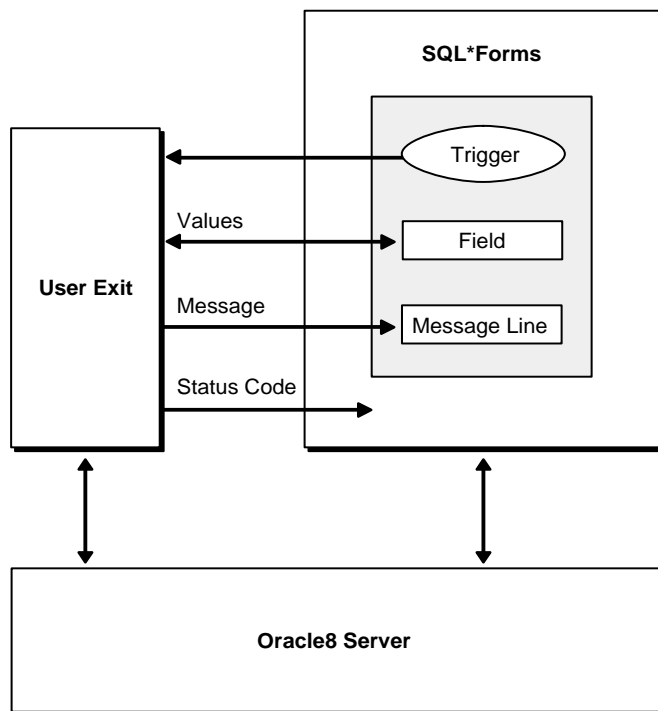 SQL*Forms
Trigger
Values
Field
User Exit
Message
Message Line
Status Code
Oracle8 Server